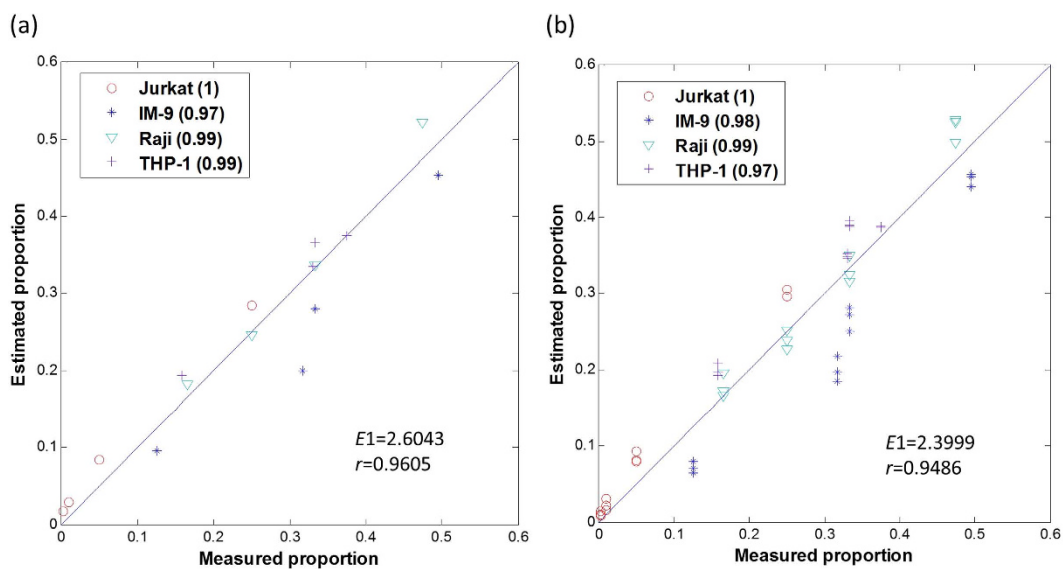 (a)
0.6
0.5
0.4
0.3
0.2
0.1
0
Estimated proportion
Jurkat (1)
IM-9 (0.97)
Raji (0.99)
THP-1 (0.99)
E1=2.6043
r=0.9605
0 0.1 0.2 0.3 0.4 0.5 0.6
Measured proportion
(b)
0.6
0.5
0.4
0.3
0.2
0.1
0
Estimated proportion
Jurkat (1)
IM-9 (0.98)
Raji (0.99)
THP-1 (0.97)
E1=2.3999
r=0.9486
0 0.1 0.2 0.3 0.4 0.5 0.6
Measured proportion